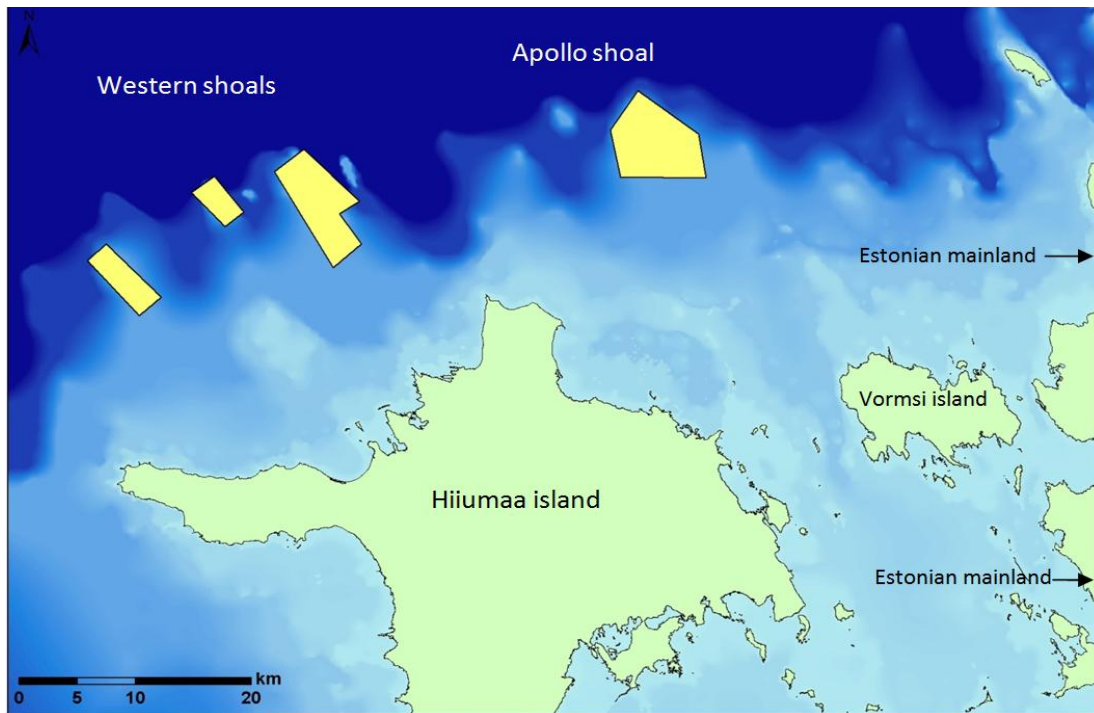 N
Apollo shoal
Western shoals
Estonian mainland
Vormsi island
Hiiumaa island
Estonian mainland
km
0 5 10 20